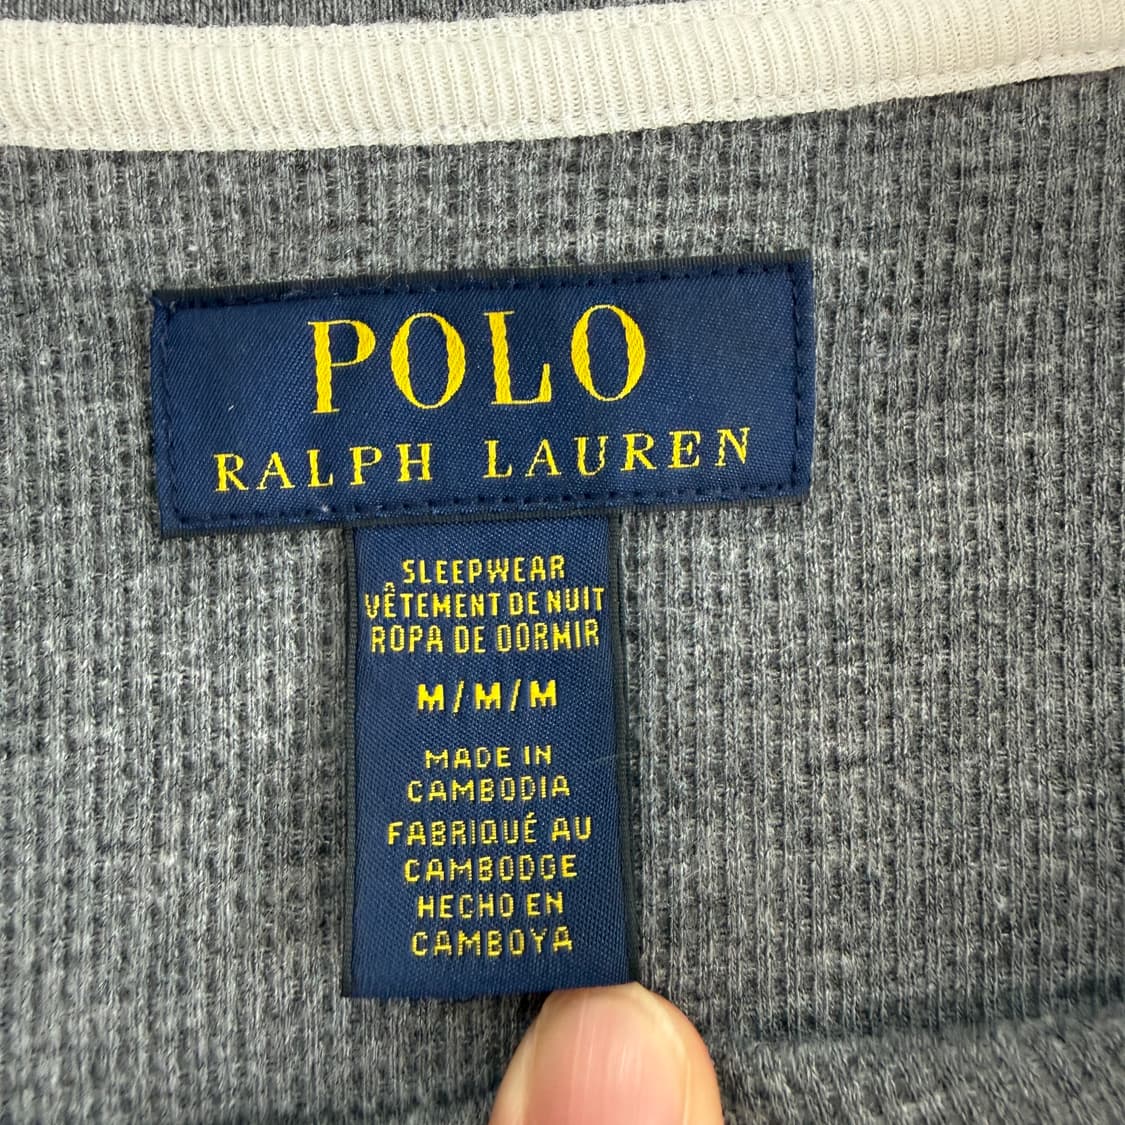 POLO
RALPH LAUREN
SLEEPWEAR
VÊTEMENT DE NUIT
ROPA DE DORMIR
M/M/M
MADE IN
CAMBODIA
FABRIQUÉ AU
CAMBODGE
HECHO EN
CAMBOYA